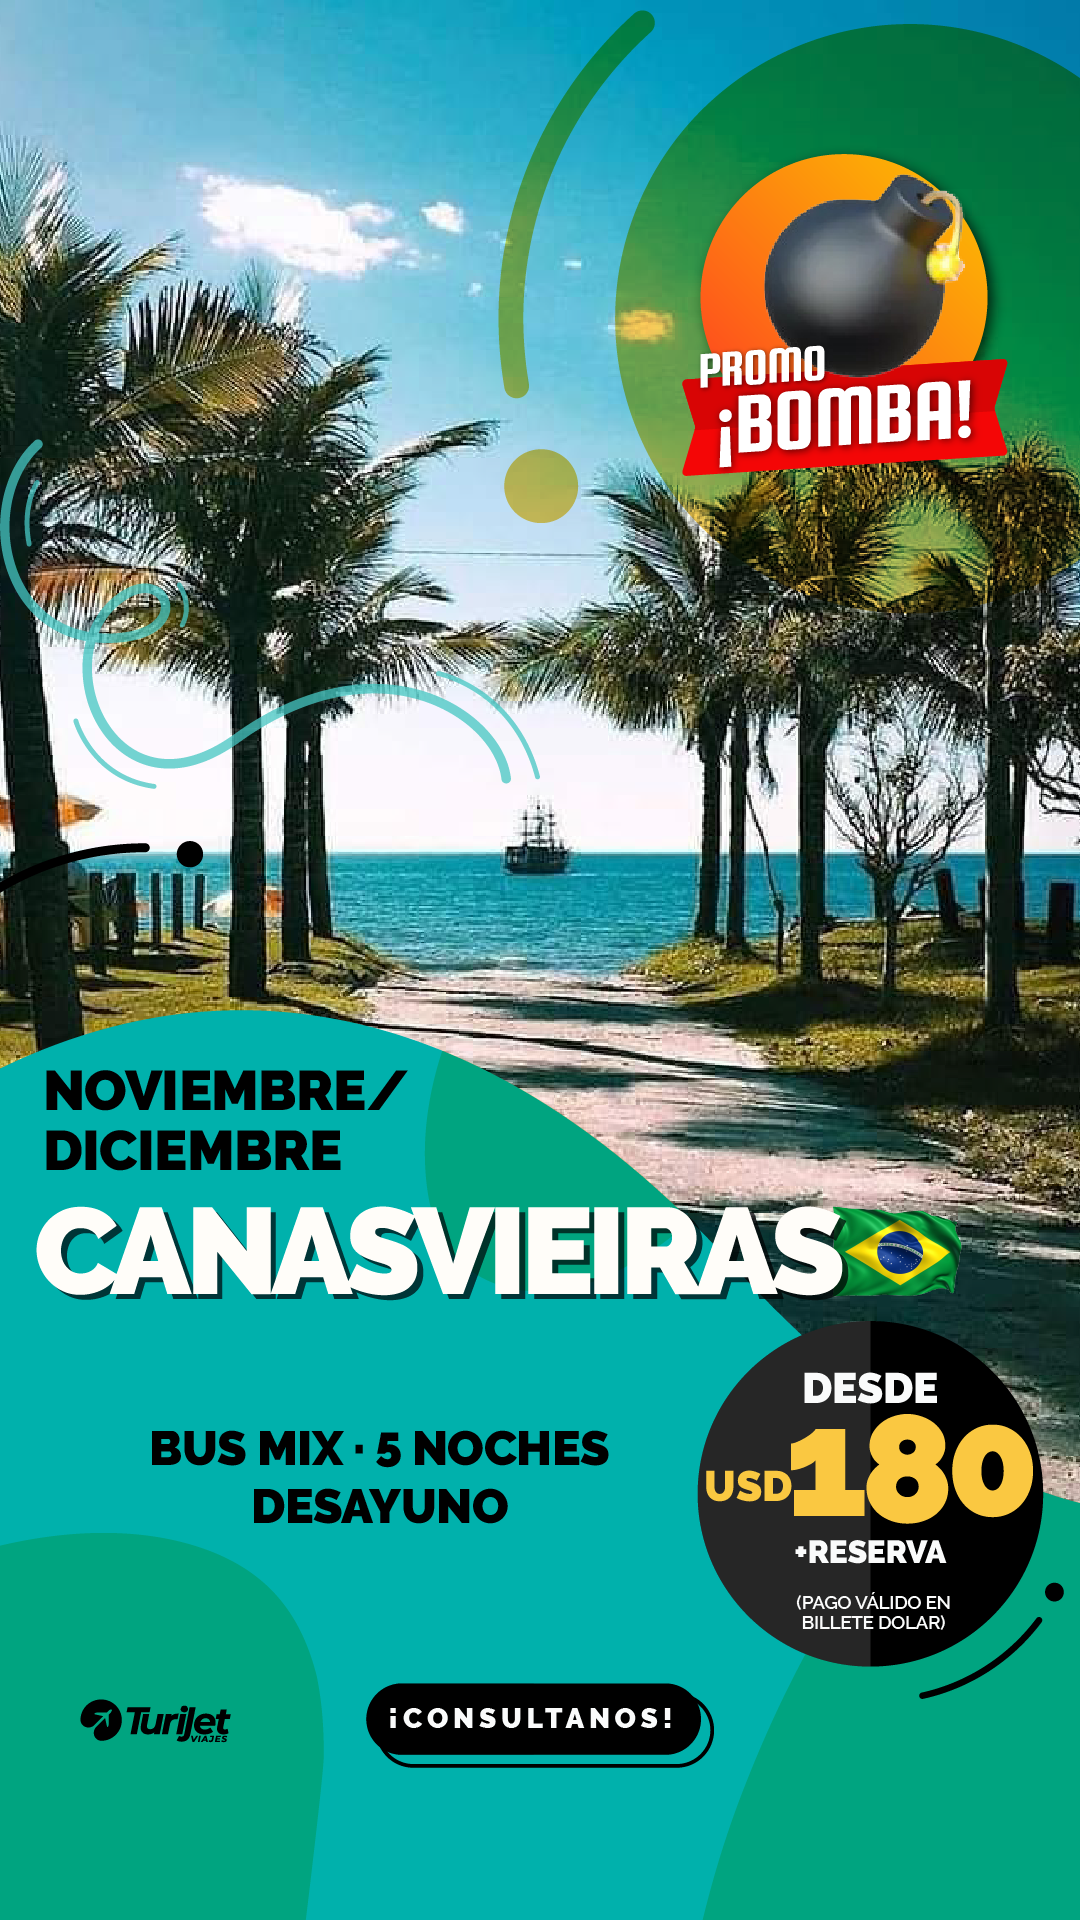 PROMO
¡BOMBA!
NOVIEMBRE/
DICIEMBRE
CANASVIEIRAS
BUS MIX · 5 NOCHES
DESAYUNO
DESDE
USD180
+RESERVA
(PAGO VÁLIDO EN
BILLETE DOLAR)
TuriJet
VIAJES
¡CONSULTANOS!